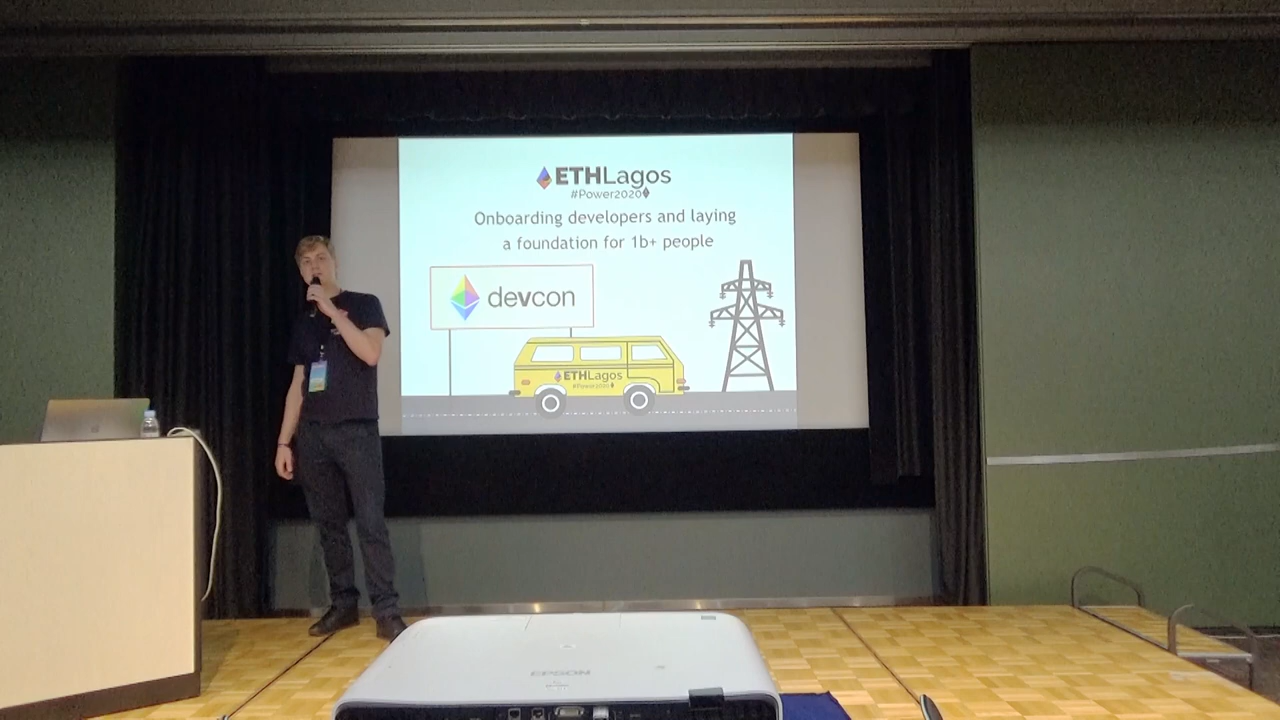 ETHLagos
#Power2020
Onboarding developers and laying
a foundation for 1b+ people
devcon
ETHLagos
#Power2020
EPSON